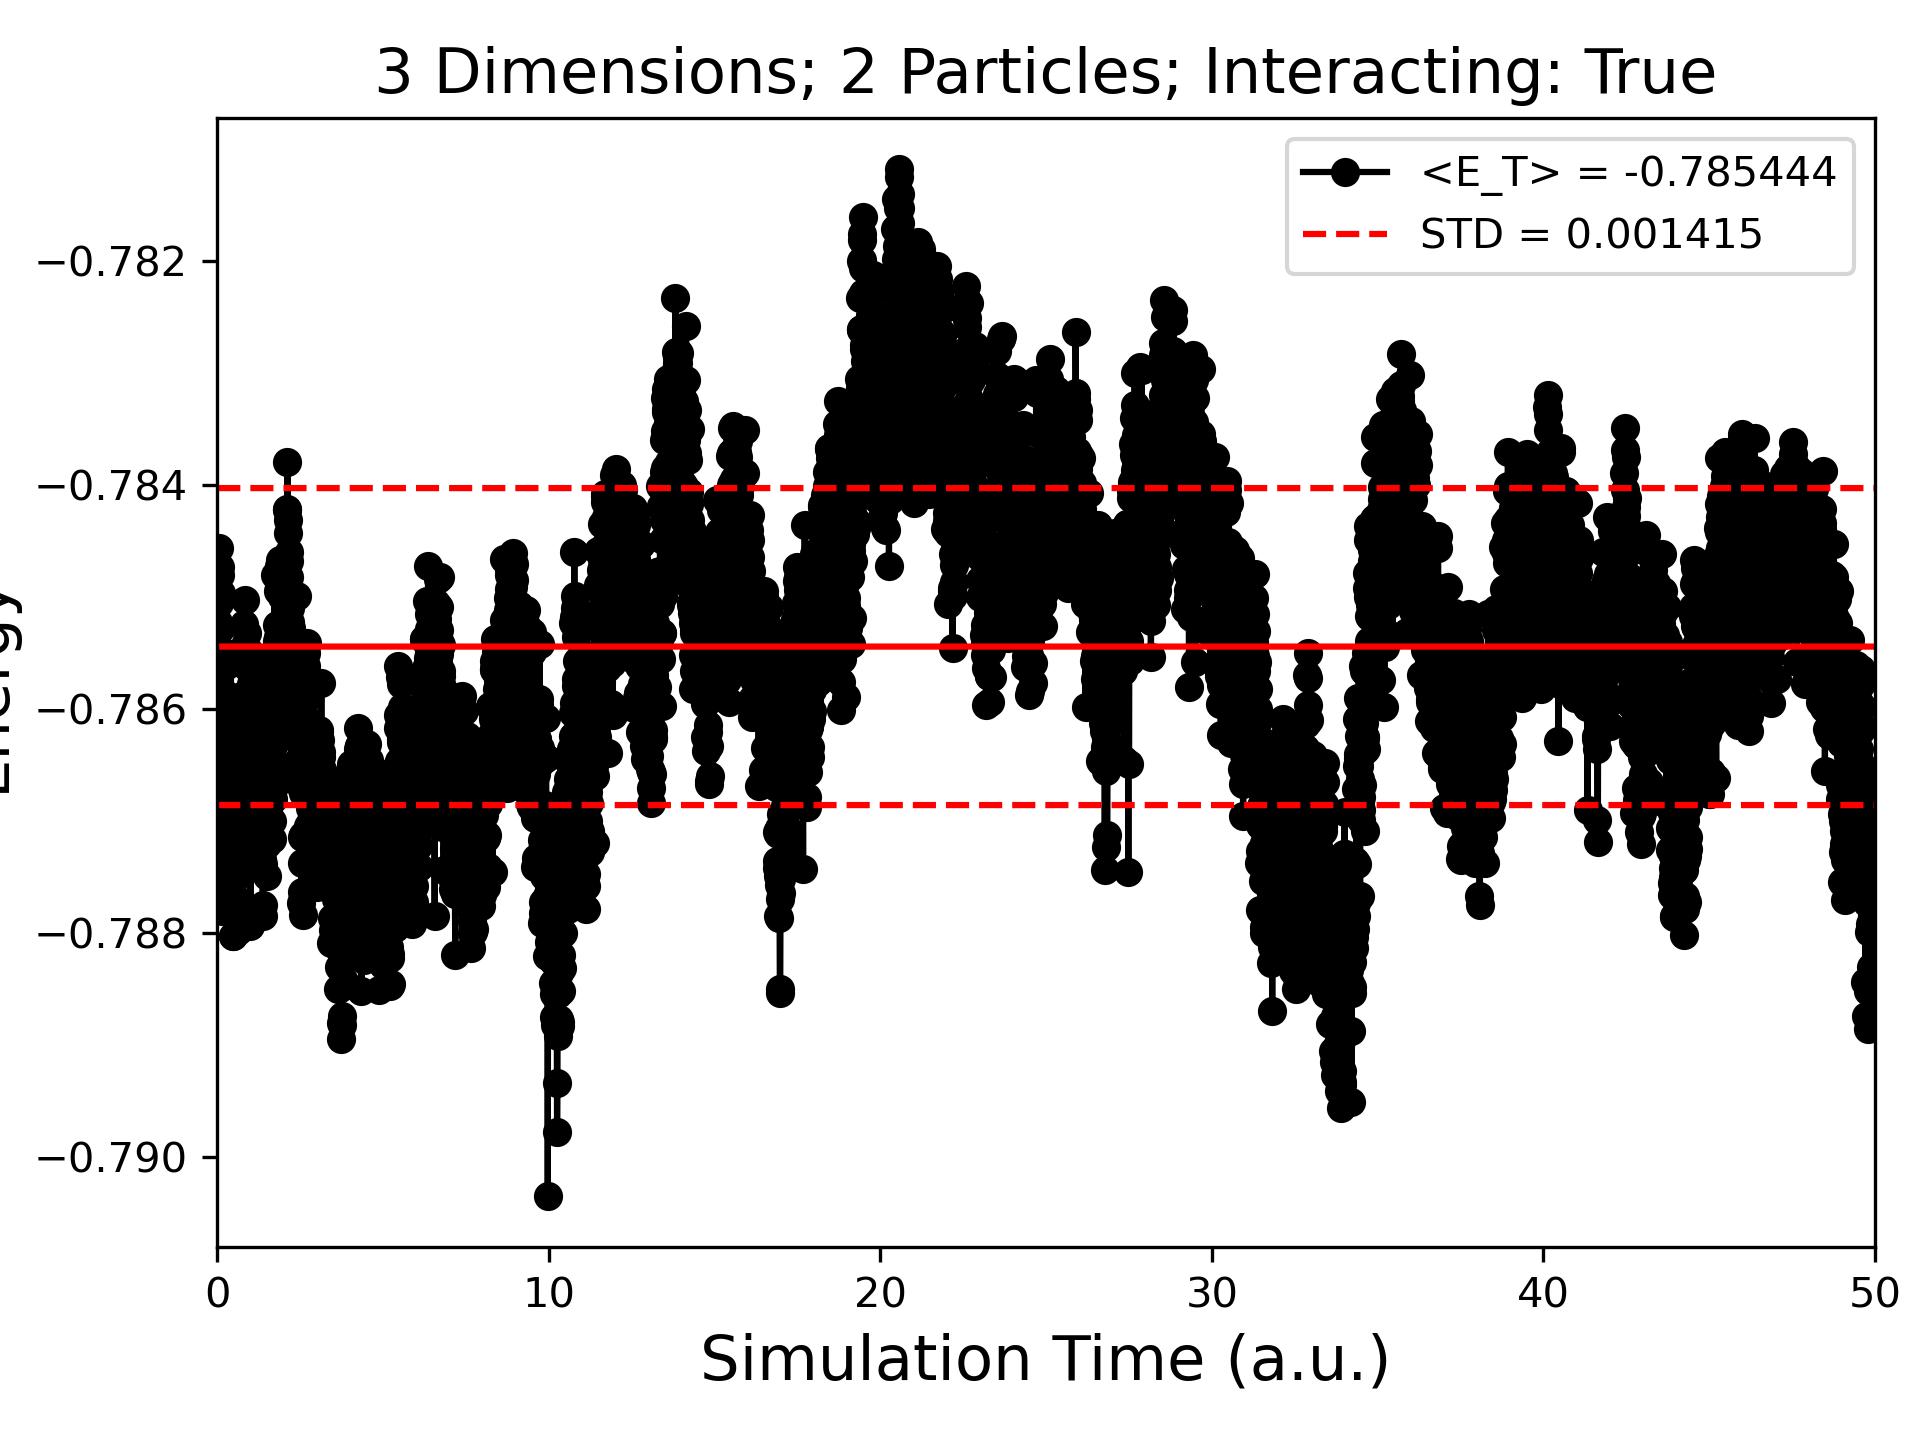 3 Dimensions; 2 Particles; Interacting: True
<E_T> = -0.785444
STD = 0.001415
−0.782
−0.784
−0.786
−0.788
−0.790
0 10 20 30 40 50
Simulation Time (a.u.)